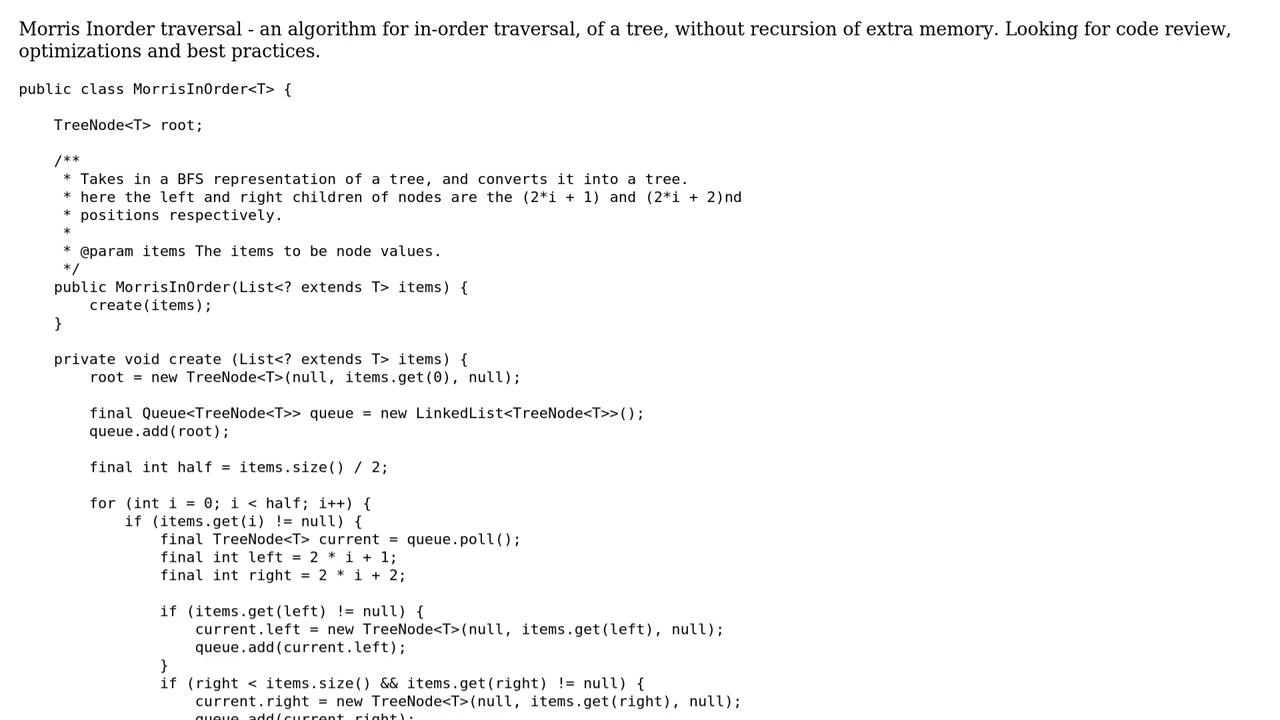 Morris Inorder traversal - an algorithm for in-order traversal, of a tree, without recursion of extra memory. Looking for code review,
optimizations and best practices.
public class MorrisInOrder<T> {
    TreeNode<T> root;
    /**
     * Takes in a BFS representation of a tree, and converts it into a tree.
     * here the left and right children of nodes are the (2*i + 1) and (2*i + 2)nd
     * positions respectively.
     *
     * @param items The items to be node values.
     */
    public MorrisInOrder(List<? extends T> items) {
        create(items);
    }
    private void create (List<? extends T> items) {
        root = new TreeNode<T>(null, items.get(0), null);
        final Queue<TreeNode<T>> queue = new LinkedList<TreeNode<T>>();
        queue.add(root);
        final int half = items.size() / 2;
        for (int i = 0; i < half; i++) {
            if (items.get(i) != null) {
                final TreeNode<T> current = queue.poll();
                final int left = 2 * i + 1;
                final int right = 2 * i + 2;
                if (items.get(left) != null) {
                    current.left = new TreeNode<T>(null, items.get(left), null);
                    queue.add(current.left);
                }
                if (right < items.size() && items.get(right) != null) {
                    current.right = new TreeNode<T>(null, items.get(right), null);
                    queue.add(current.right);